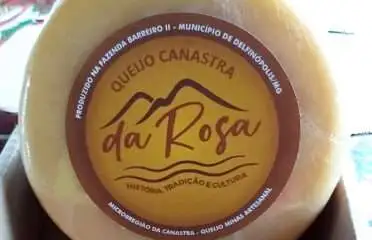 PRODUZIDO NA FAZENDA BARREIRO II - MUNICÍPIO DE DELFINÓPOLIS/MG
QUEIJO CANASTRA
da Rosa
HISTÓRIA, TRADIÇÃO E CULTURA
MICRORREGIÃO DA CANASTRA - QUEIJO MINAS ARTESANAL